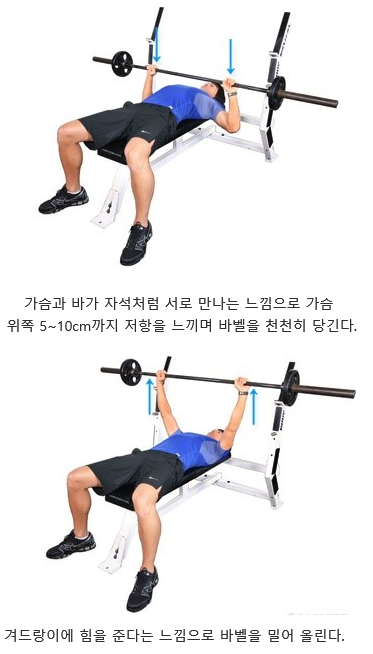 가슴과 바가 자석처럼 서로 만나는 느낌으로 가슴
위쪽 5~10cm까지 저항을 느끼며 바벨을 천천히 당긴다.
겨드랑이에 힘을 준다는 느낌으로 바벨을 밀어 올린다.